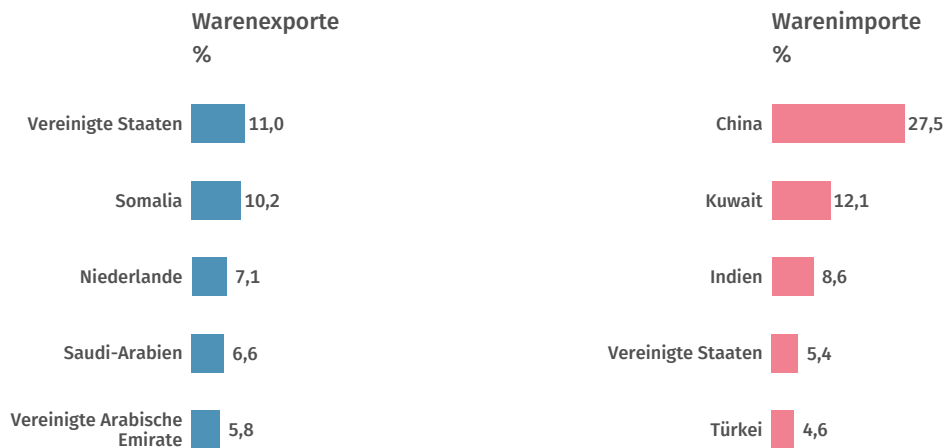 Warenexporte
%
Vereinigte Staaten 11,0
Somalia 10,2
Niederlande 7,1
Saudi-Arabien 6,6
Vereinigte Arabische
Emirate 5,8
Warenimporte
%
China 27,5
Kuwait 12,1
Indien 8,6
Vereinigte Staaten 5,4
Türkei 4,6